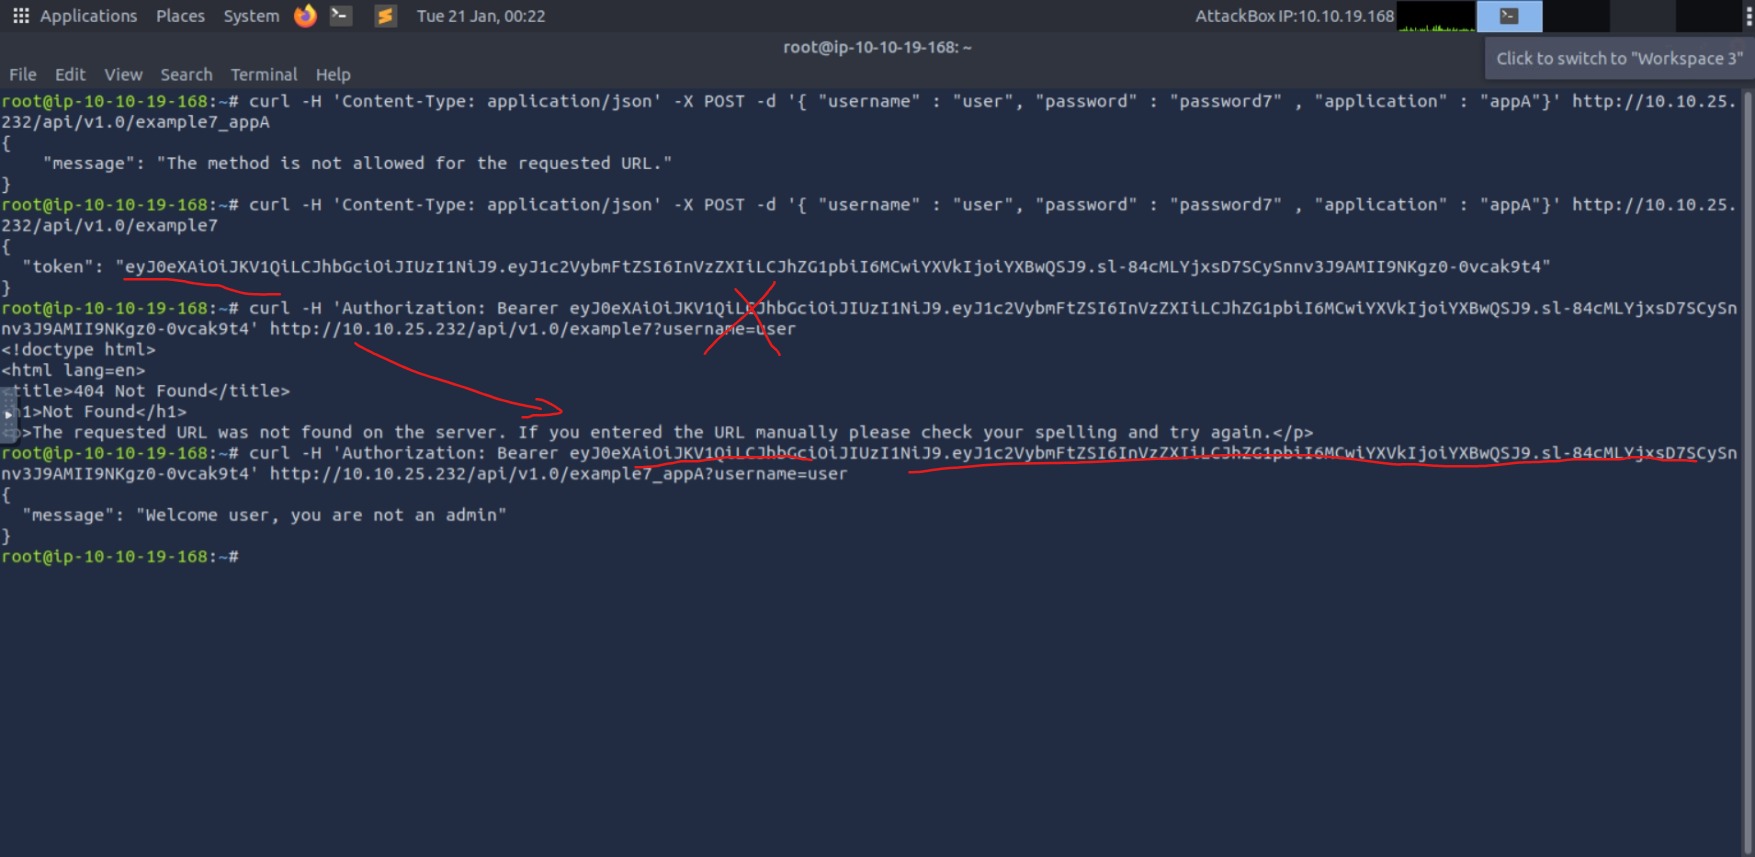 Applications Places System Tue 21 Jan, 00:22 AttackBox IP:10.10.19.168
root@ip-10-10-19-168: ~
Click to switch to "Workspace 3"
File Edit View Search Terminal Help
root@ip-10-10-19-168:~# curl -H 'Content-Type: application/json' -X POST -d '{ "username" : "user", "password" : "password7" , "application" : "appA"}' http://10.10.25.
232/api/v1.0/example7_appA
{
"message": "The method is not allowed for the requested URL."
}
root@ip-10-10-19-168:~# curl -H 'Content-Type: application/json' -X POST -d '{ "username" : "user", "password" : "password7" , "application" : "appA"}' http://10.10.25.
232/api/v1.0/example7
{
"token": "eyJ0eXAiOiJKV1QiLCJhbGciOiJIUzI1NiJ9.eyJ1c2VybmFtZSI6InVzZXIiLCJhZG1pbiI6MCwiYXVkIjoiYXBwQSJ9.sl-84cMLYjxsD7SCySnnv3J9AMII9NKgz0-0vcak9t4"
}
root@ip-10-10-19-168:~# curl -H 'Authorization: Bearer eyJ0eXAiOiJKV1QiLCJhbGciOiJIUzI1NiJ9.eyJ1c2VybmFtZSI6InVzZXIiLCJhZG1pbiI6MCwiYXVkIjoiYXBwQSJ9.sl-84cMLYjxsD7SCySn
nv3J9AMII9NKgz0-0vcak9t4' http://10.10.25.232/api/v1.0/example7?username=user
<!doctype html>
<html lang=en>
title>404 Not Found</title>
h1>Not Found</h1>
p>The requested URL was not found on the server. If you entered the URL manually please check your spelling and try again.</p>
root@ip-10-10-19-168:~# curl -H 'Authorization: Bearer eyJ0eXAiOiJKV1QiLCJhbGciOiJIUzI1NiJ9.eyJ1c2VybmFtZSI6InVzZXIiLCJhZG1pbiI6MCwiYXVkIjoiYXBwQSJ9.sl-84cMLYjxsD7SCySn
nv3J9AMII9NKgz0-0vcak9t4' http://10.10.25.232/api/v1.0/example7_appA?username=user
{
"message": "Welcome user, you are not an admin"
}
root@ip-10-10-19-168:~#